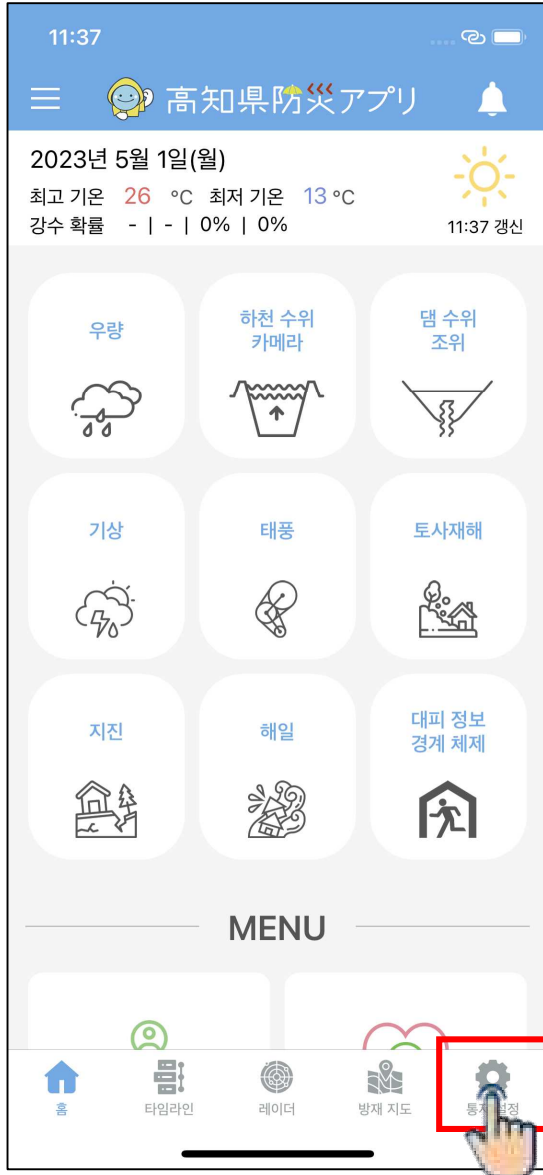 11:37
高知県防災アプリ
2023년 5월 1일(월)
최고 기온 26 °C 최저 기온 13 °C
강수 확률 - | - | 0% | 0%
11:37 갱신
우량
하천 수위
카메라
댐 수위
조위
기상
태풍
토사재해
지진
해일
대피 정보
경계 체제
MENU
홈
타임라인
레이더
방재 지도
설정